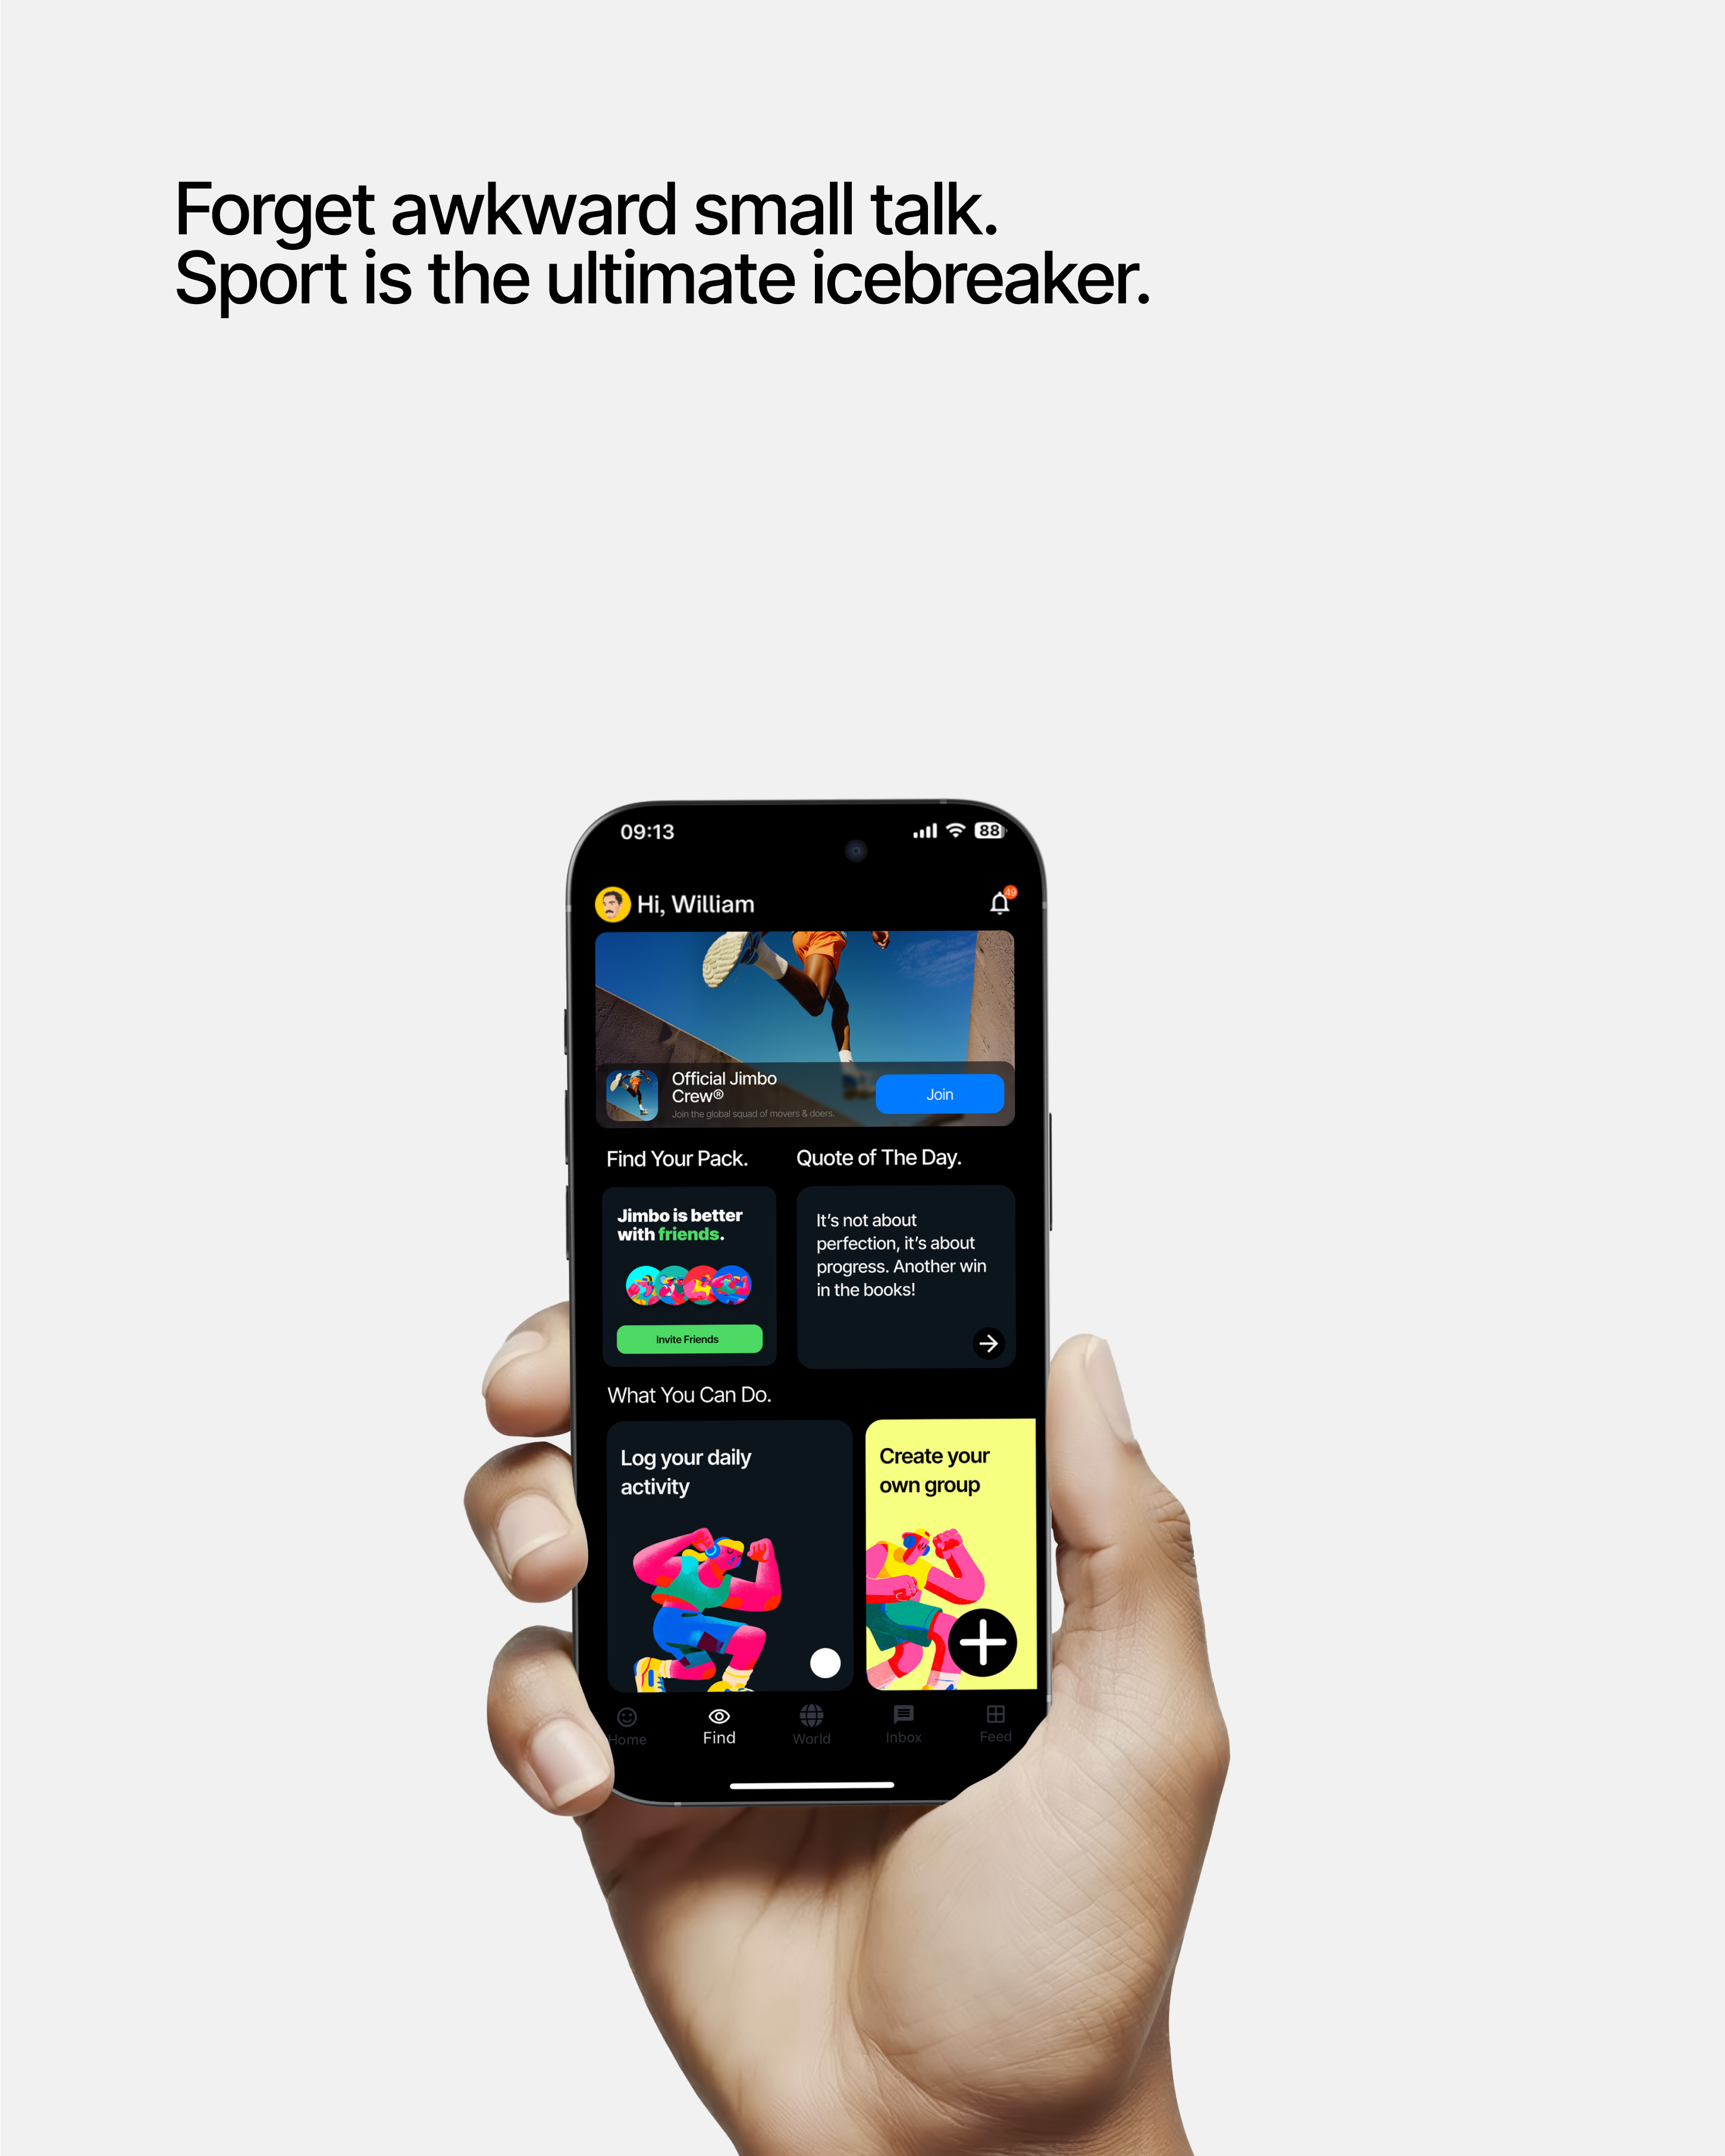 Forget awkward small talk.
Sport is the ultimate icebreaker.
09:13
88
Hi, William
49
Official Jimbo
Crew®
Join the global squad of movers & doers.
Join
Find Your Pack.
Quote of The Day.
Jimbo is better
with friends.
Invite Friends
It’s not about
perfection, it’s about
progress. Another win
in the books!
What You Can Do.
Log your daily
activity
Create your
own group
Home
Find
World
Inbox
Feed